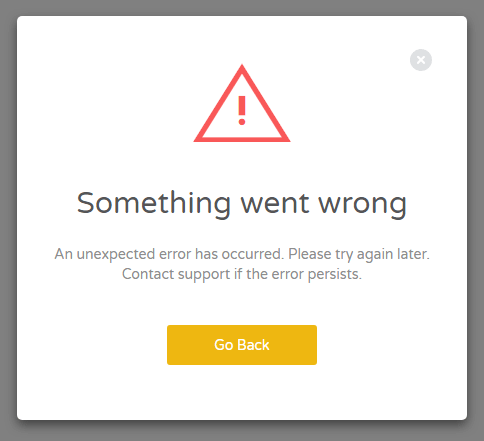 Something went wrong
An unexpected error has occurred. Please try again later.
Contact support if the error persists.
Go Back